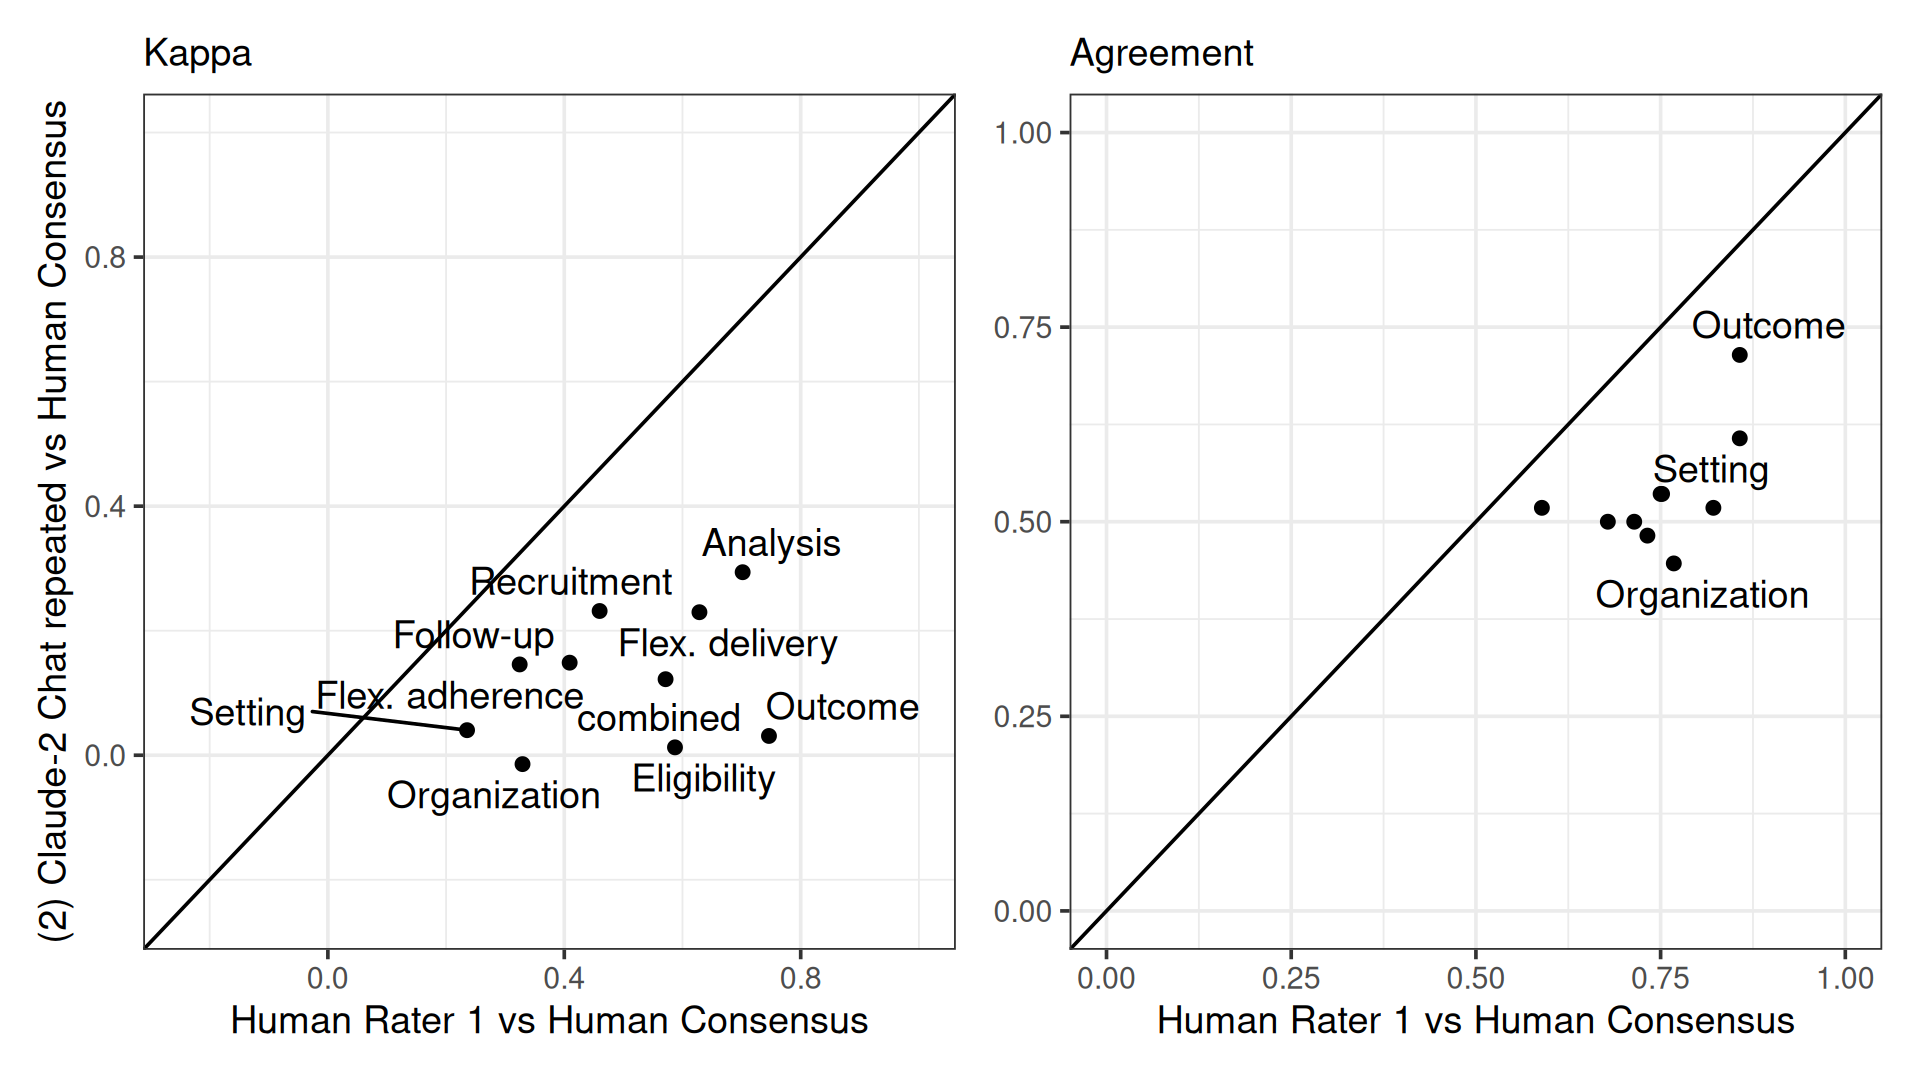 Kappa
(2) Claude-2 Chat repeated vs Human Consensus
0.8
0.4
0.0
Analysis
Recruitment
Follow-up
Flex. delivery
Flex. adherence
Setting
combined
Outcome
Eligibility
Organization
0.0
0.4
0.8
Human Rater 1 vs Human Consensus
Agreement
1.00
0.75
0.50
0.25
0.00
Outcome
Setting
Organization
0.00
0.25
0.50
0.75
1.00
Human Rater 1 vs Human Consensus